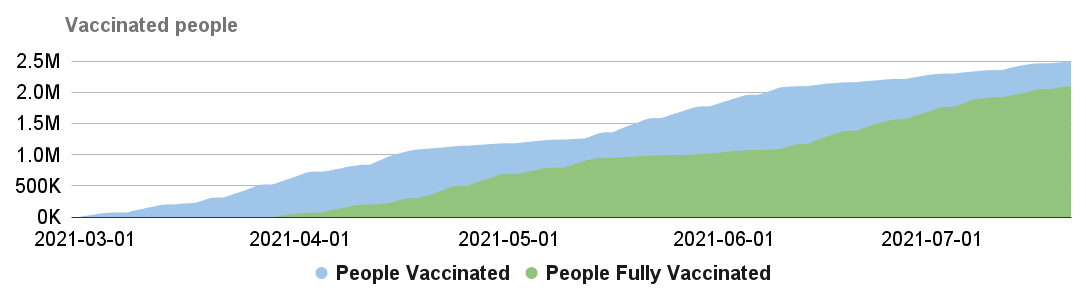 Vaccinated people
2.5M
2.0M
1.5M
1.0M
500K
0K
2021-03-01 2021-04-01 2021-05-01 2021-06-01 2021-07-01
People Vaccinated People Fully Vaccinated